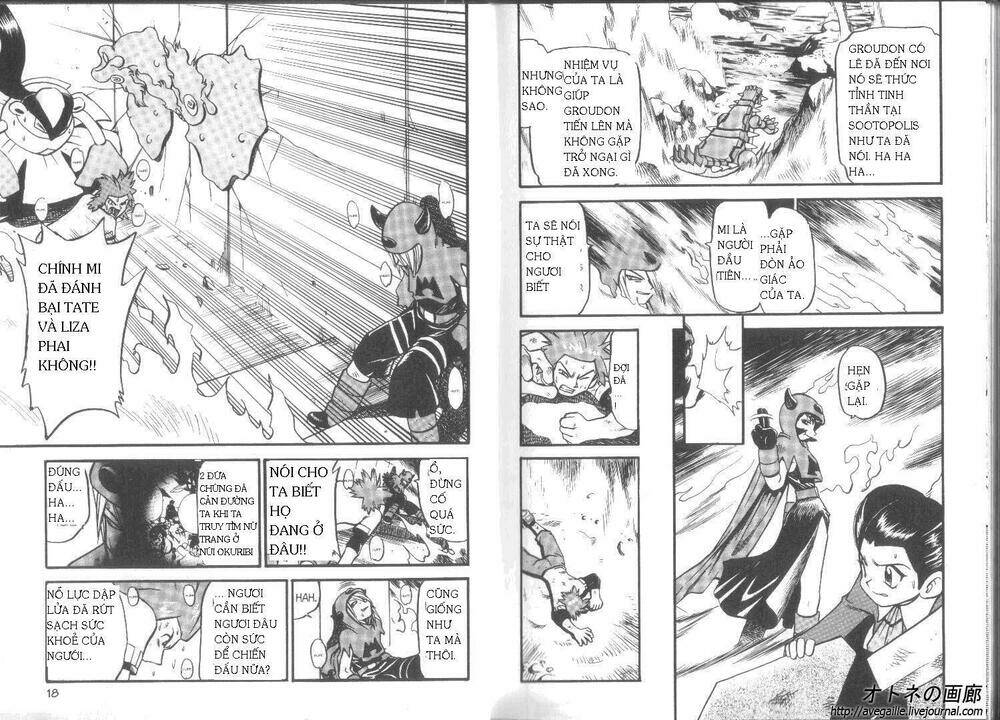 GROUDON CÓ
LẼ ĐÃ ĐẾN NƠI
NÓ SẼ THỨC
TỈNH TINH
THẦN TẠI
SOOTOPOLIS
NHƯ TA ĐÃ
NÓI. HA HA
HA...
NHIỆM VỤ
CỦA TA LÀ
GIÚP
GROUDON
TIẾN LÊN MÀ
KHÔNG GẶP
TRỞ NGẠI GÌ
ĐÃ XONG.
NHƯNG
KHÔNG
SAO.
...GẶP
PHẢI
ĐÒN ẢO
GIÁC
CỦA TA.
MI LÀ
NGƯỜI
ĐẦU
TIÊN...
TA SẼ NÓI
SỰ THẬT
CHO
NGƯƠI
BIẾT
HẸN
GẶP
LẠI.
ĐỢI
ĐÃ...
CHÍNH MI
ĐÃ ĐÁNH
BẠI TATE
VÀ LIZA
PHAI
KHÔNG!!
Ồ,
ĐỪNG
CỐ
QUÁ
SỨC.
NÓI CHO
TA BIẾT
HỌ
ĐANG Ở
ĐÂU!!
2 ĐỨA
CHÚNG ĐÃ
CẢN ĐƯỜNG
TA KHI TA
TRUY TÌM NỮ
TRANG Ở
NÚI OKURIBI
ĐÚNG
ĐẤU...
HA...
HA...
CŨNG
GIỐNG
NHƯ
TA MÀ
THÔI.
HAH.
... NGƯƠI
CẦN BIẾT
NGƯƠI ĐÂU
CÒN SỨC
ĐỂ CHIẾN
ĐẤU NỮA?
NỒ LỰC DẬP
LỬA ĐÃ RÚT
SẠCH SỨC
KHOẺ CỦA
NGƯỜI...
18
オトネの画廊
http://avegaille.livejournal.com/